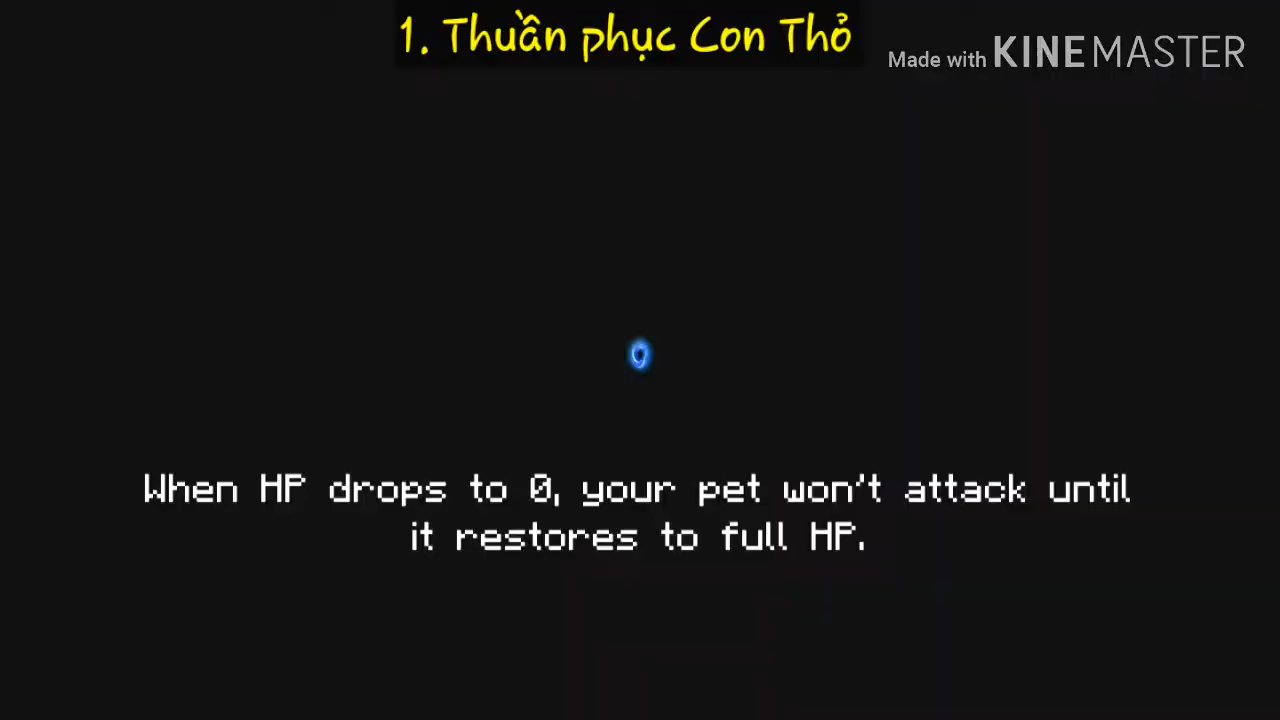 1. Thuần phục Con Thỏ
Made with KINEMASTER
When HP drops to 0, your pet won't attack until
it restores to full HP.